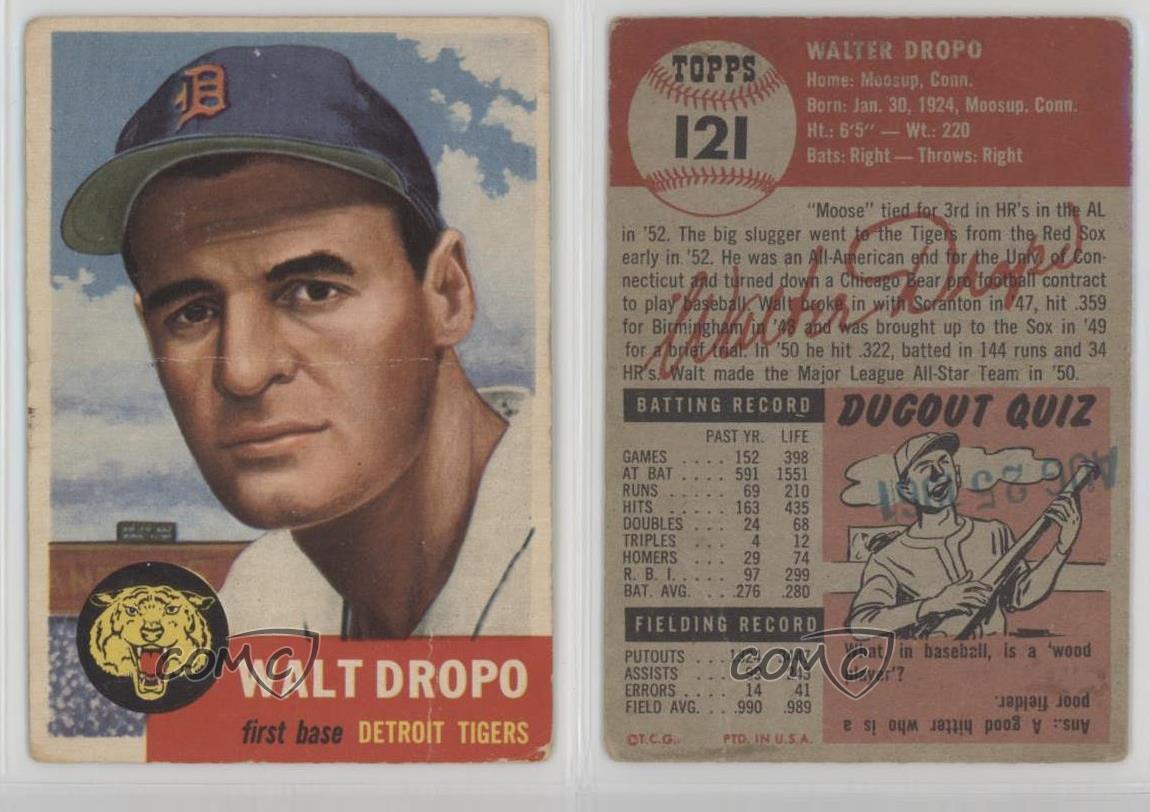 D
WALT DROPO
first base DETROIT TIGERS
COMC
TOPPS
121
WALTER DROPO
Home: Moosup, Conn.
Born: Jan. 30, 1924, Moosup. Conn.
Ht.: 6'5" — Wt.: 220
Bats: Right — Throws: Right
"Moose" tied for 3rd in HR's in the AL
in '52. The big slugger went to the Tigers from the Red Sox
early in '52. He was an All-American end for the Univ. of Con-
necticut and turned down a Chicago Bear pro football contract
to play baseball. Walt broke in with Scranton in '47, hit .359
for Birmingham in '48 and was brought up to the Sox in '49
for a brief trial. In '50 he hit .322, batted in 144 runs and 34
HR's. Walt made the Major League All-Star Team in '50.
Walter Dropo
BATTING RECORD
PAST YR. LIFE
GAMES .... 152 398
AT BAT .... 591 1551
RUNS .... 69 210
HITS .... 163 435
DOUBLES .... 24 68
TRIPLES ... 4 12
HOMERS ... 29 74
R. B. I. .... 97 299
BAT. AVG. ... .276 .280
FIELDING RECORD
PUTOUTS ...
ASSISTS ... 243
ERRORS ... 14 41
FIELD AVG. ... .990 .989
©T.C.G. PTD. IN U.S.A.
DUGOUT QUIZ
AUG 25 1961
What, in baseball, is a 'wood
player'?
Ans.: A good hitter who is a
poor fielder.
COMC